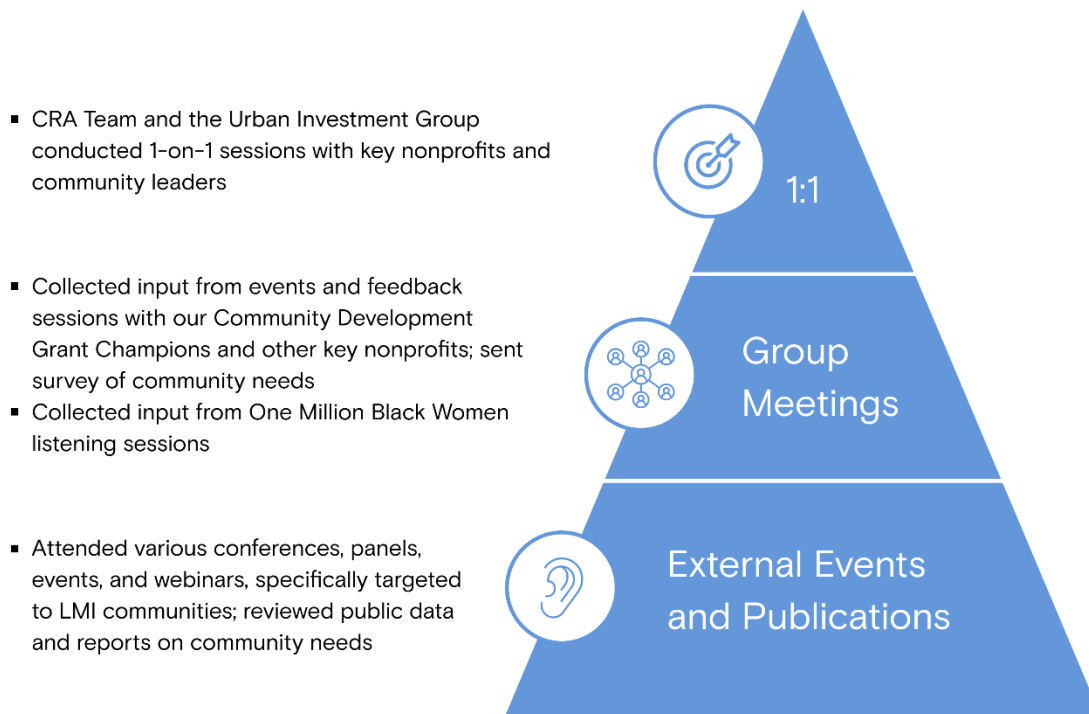 ▪ CRA Team and the Urban Investment Group
conducted 1-on-1 sessions with key nonprofits and
community leaders
1:1
▪ Collected input from events and feedback
sessions with our Community Development
Grant Champions and other key nonprofits; sent
survey of community needs
▪ Collected input from One Million Black Women
listening sessions
Group
Meetings
▪ Attended various conferences, panels,
events, and webinars, specifically targeted
to LMI communities; reviewed public data
and reports on community needs
External Events
and Publications